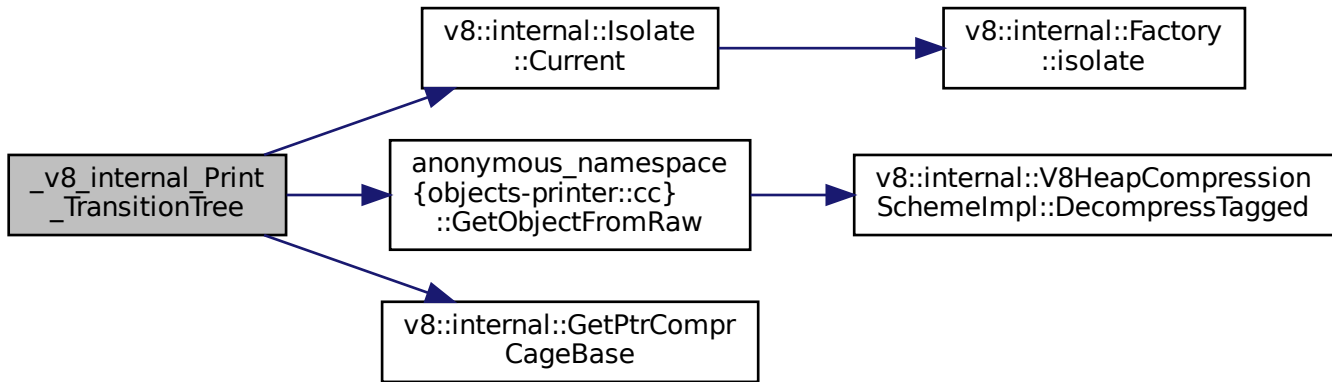 v8::internal::Isolate
::Current
v8::internal::Factory
::isolate
_v8_internal_Print
_TransitionTree
anonymous_namespace
{objects-printer::cc}
::GetObjectFromRaw
v8::internal::V8HeapCompression
SchemeImpl::DecompressTagged
v8::internal::GetPtrCompr
CageBase